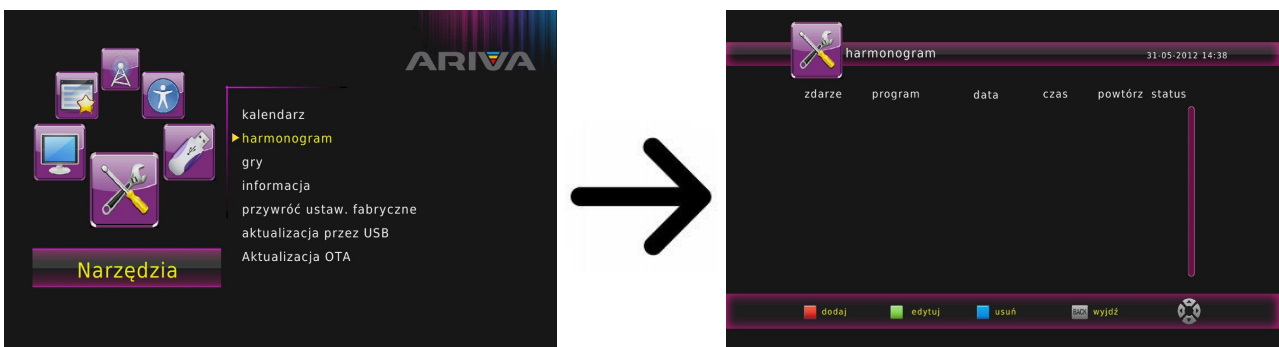 ARIVA
kalendarz
harmonogram
gry
informacja
przywróć ustaw. fabryczne
aktualizacja przez USB
Aktualizacja OTA
Narzędzia
harmonogram
31-05-2012 14:38
zdarze program data czas powtórz status
dodaj edytuj usuń BACK wyjdź